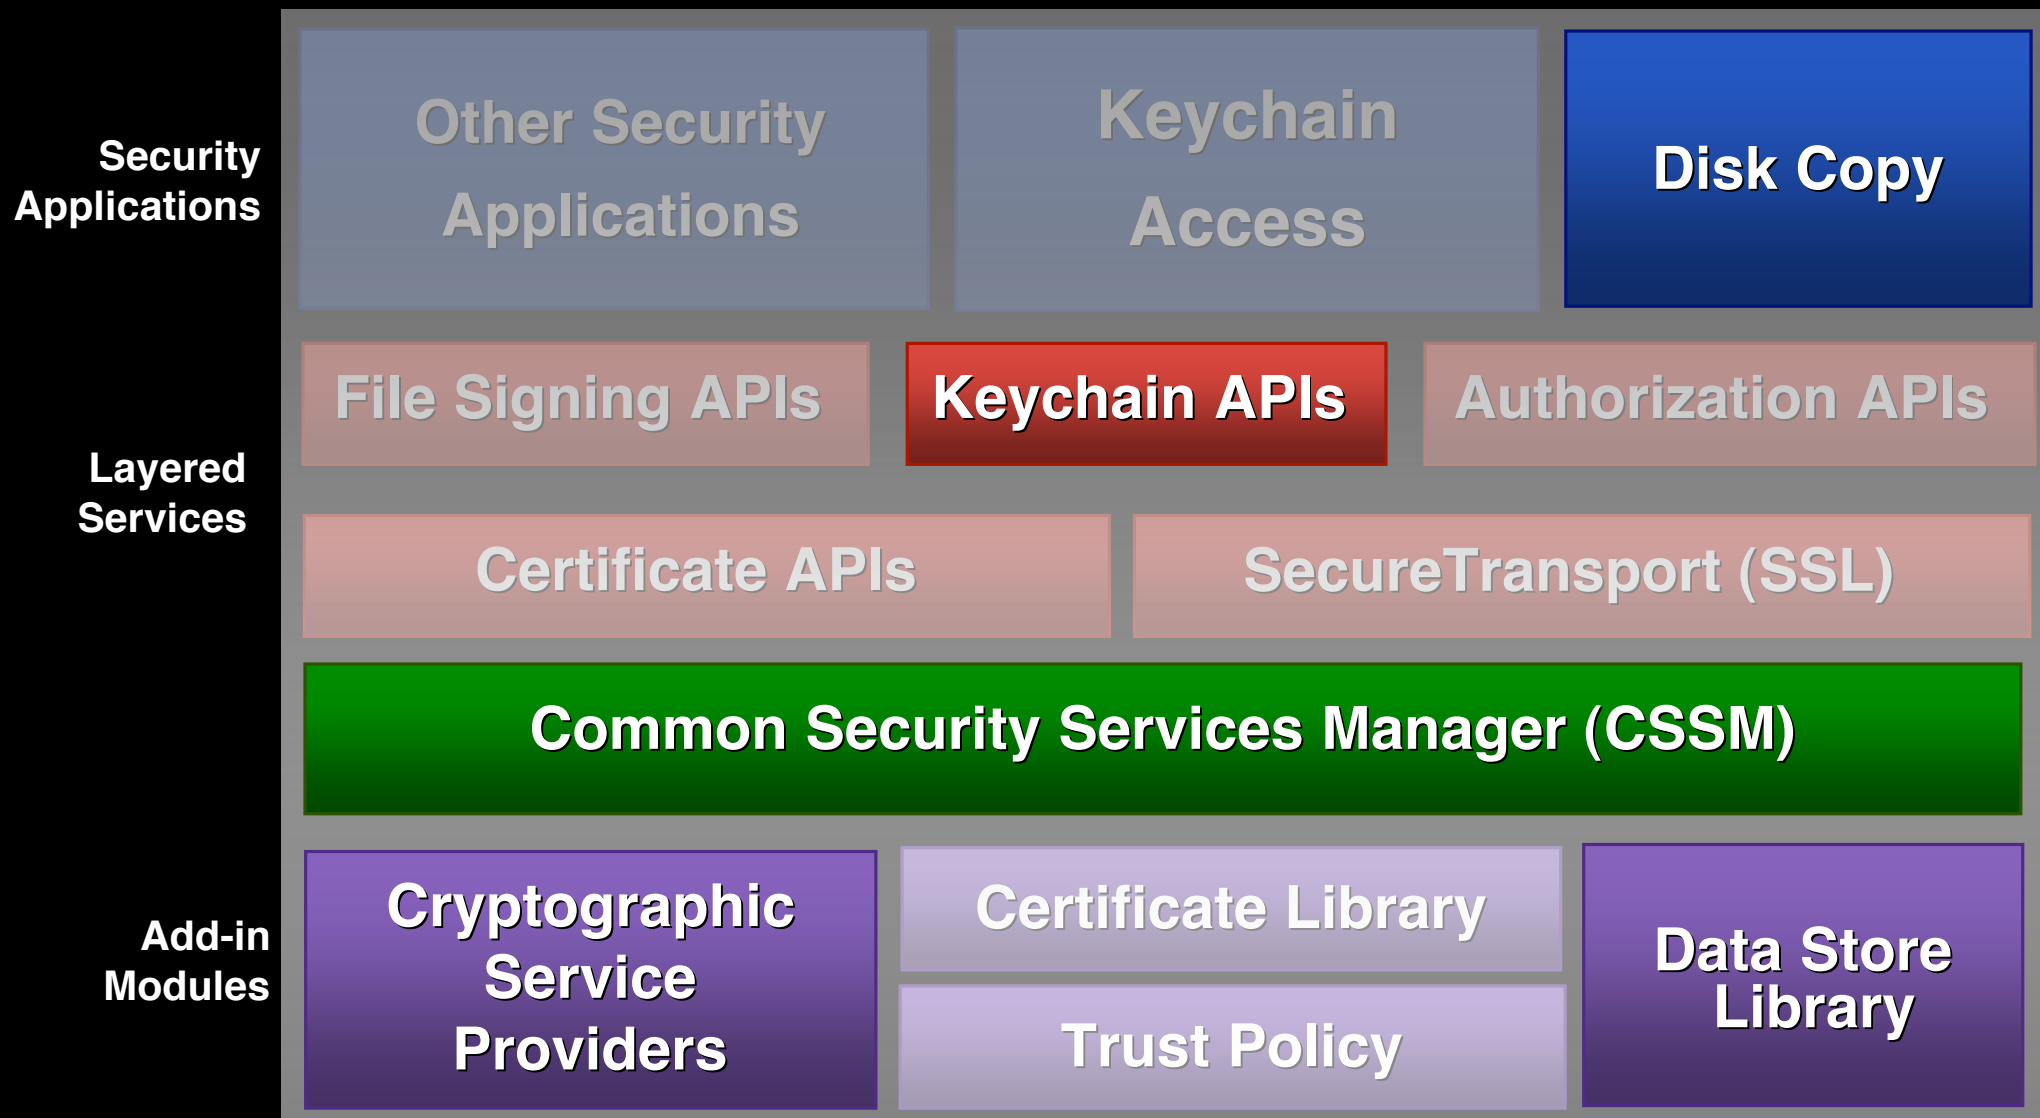 Security
Applications
Other Security
Applications
Keychain
Access
Disk Copy
Layered
Services
File Signing APIs
Keychain APIs
Authorization APIs
Certificate APIs
SecureTransport (SSL)
Common Security Services Manager (CSSM)
Add-in
Modules
Cryptographic
Service
Providers
Certificate Library
Trust Policy
Data Store
Library